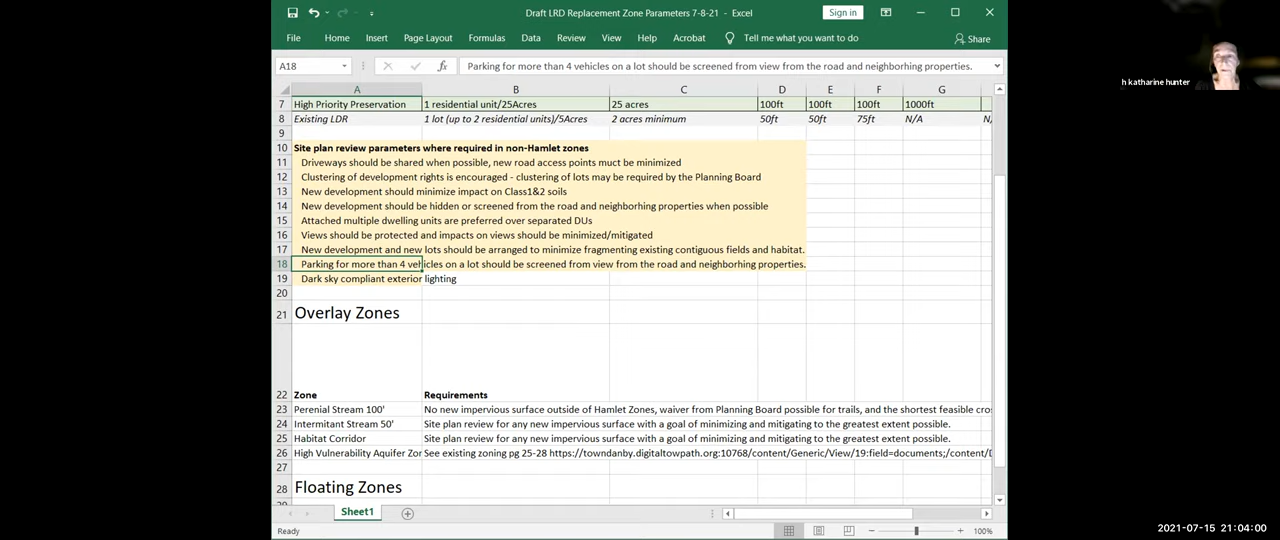 Draft LRD Replacement Zone Parameters 7-8-21 - Excel
Sign in
File Home Insert Page Layout Formulas Data Review View Help Acrobat Tell me what you want to do Share
A18 Parking for more than 4 vehicles on a lot should be screened from view from the road and neighborhing properties.
h katharine hunter
A B C D E F G
7 High Priority Preservation 1 residential unit/25Acres 25 acres 100ft 100ft 100ft 1000ft
8 Existing LDR 1 lot (up to 2 residential units)/5Acres 2 acres minimum 50ft 50ft 75ft N/A N/
9
10 Site plan review parameters where required in non-Hamlet zones
11 Driveways should be shared when possible, new road access points muct be minimized
12 Clustering of development rights is encouraged - clustering of lots may be required by the Planning Board
13 New development should minimize impact on Class1&2 soils
14 New development should be hidden or screened from the road and neighborhing properties when possible
15 Attached multiple dwelling units are preferred over separated DUs
16 Views should be protected and impacts on views should be minimized/mitigated
17 New development and new lots should be arranged to minimize fragmenting existing contiguous fields and habitat.
18 Parking for more than 4 vehicles on a lot should be screened from view from the road and neighborhing properties.
19 Dark sky compliant exterior lighting
20
21 Overlay Zones
22 Zone Requirements
23 Perenial Stream 100' No new impervious surface outside of Hamlet Zones, waiver from Planning Board possible for trails, and the shortest feasible cros
24 Intermitant Stream 50' Site plan review for any new impervious surface with a goal of minimizing and mitigating to the greatest extent possible.
25 Habitat Corridor Site plan review for any new impervious surface with a goal of minimizing and mitigating to the greatest extent possible.
26 High Vulnerability Aquifer Zor See existing zoning pg 25-28 https://towndanby.digitaltowpath.org:10768/content/Generic/View/19:field=documents;/content/D
27
28 Floating Zones
Sheet1
Ready 100%
2021-07-15 21:04:00